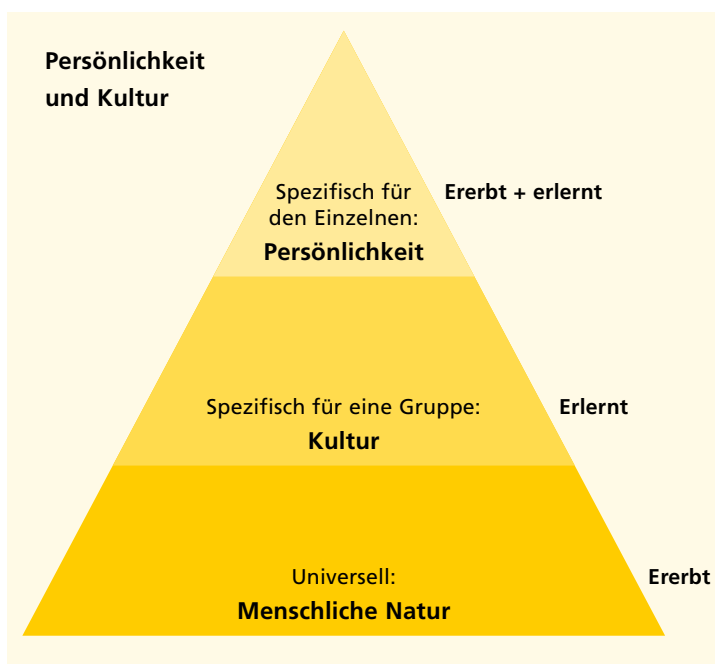 Persönlichkeit
und Kultur
Spezifisch für
den Einzelnen:
Persönlichkeit
Ererbt + erlernt
Spezifisch für eine Gruppe:
Kultur
Erlernt
Universell:
Menschliche Natur
Ererbt